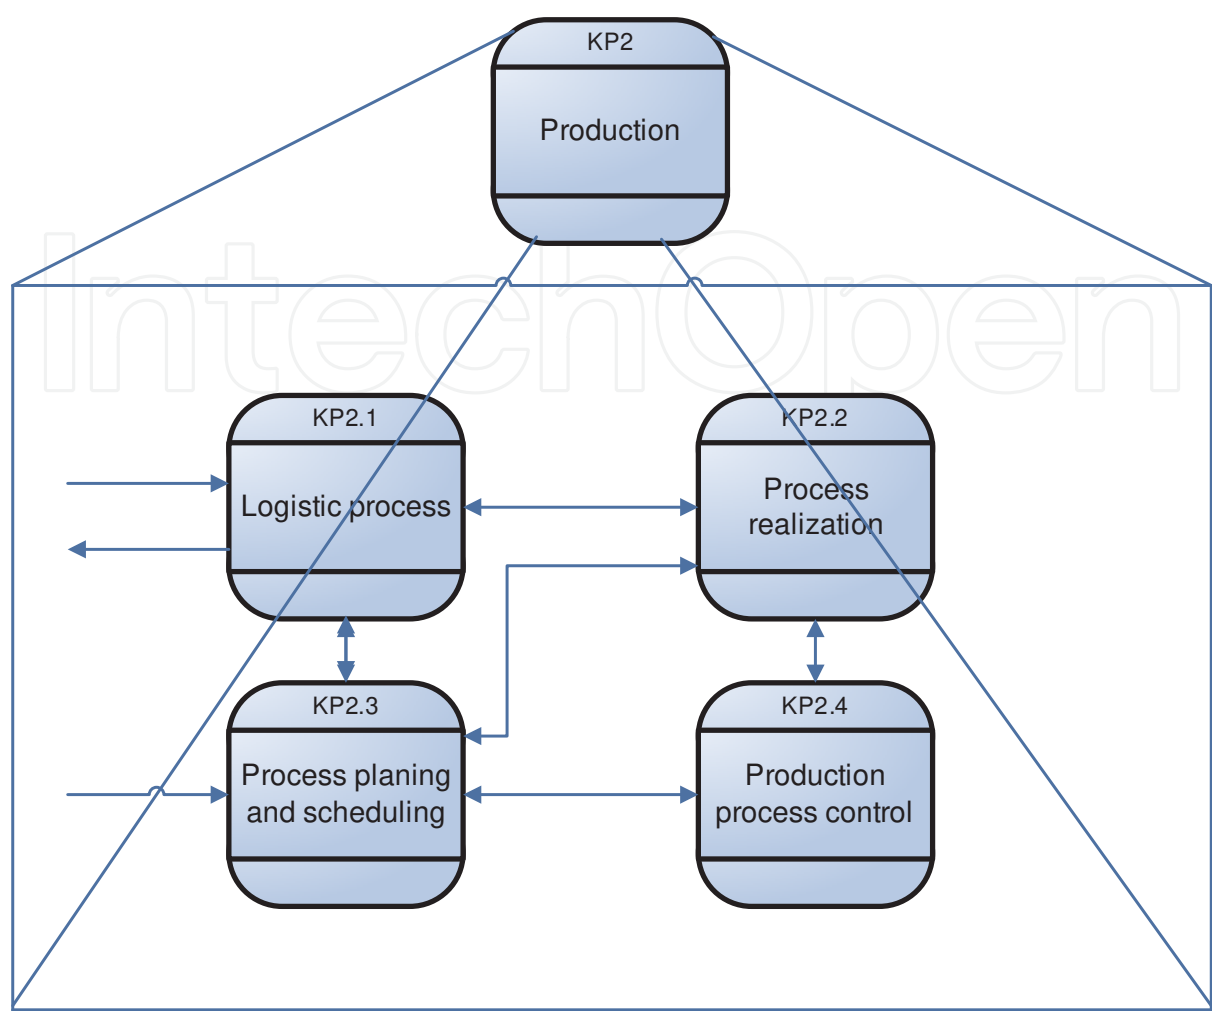 KP2
Production
IntechOpen
KP2.1
Logistic process
KP2.2
Process
realization
KP2.3
Process planing
and scheduling
KP2.4
Production
process control